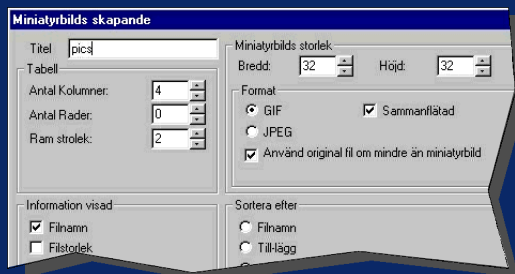 Miniatyrbilds skapande
Titel pics
Tabell
Antal Kolumner: 4
Antal Rader: 0
Ram strolek: 2
Miniatyrbilds storlek
Bredd: 32 Höjd: 32
Format
GIF Sammanflätad
JPEG
Använd original fil om mindre än miniatyrbild
Information visad
Filnamn
Filstorlek
Sortera efter
Filnamn
Till-lägg